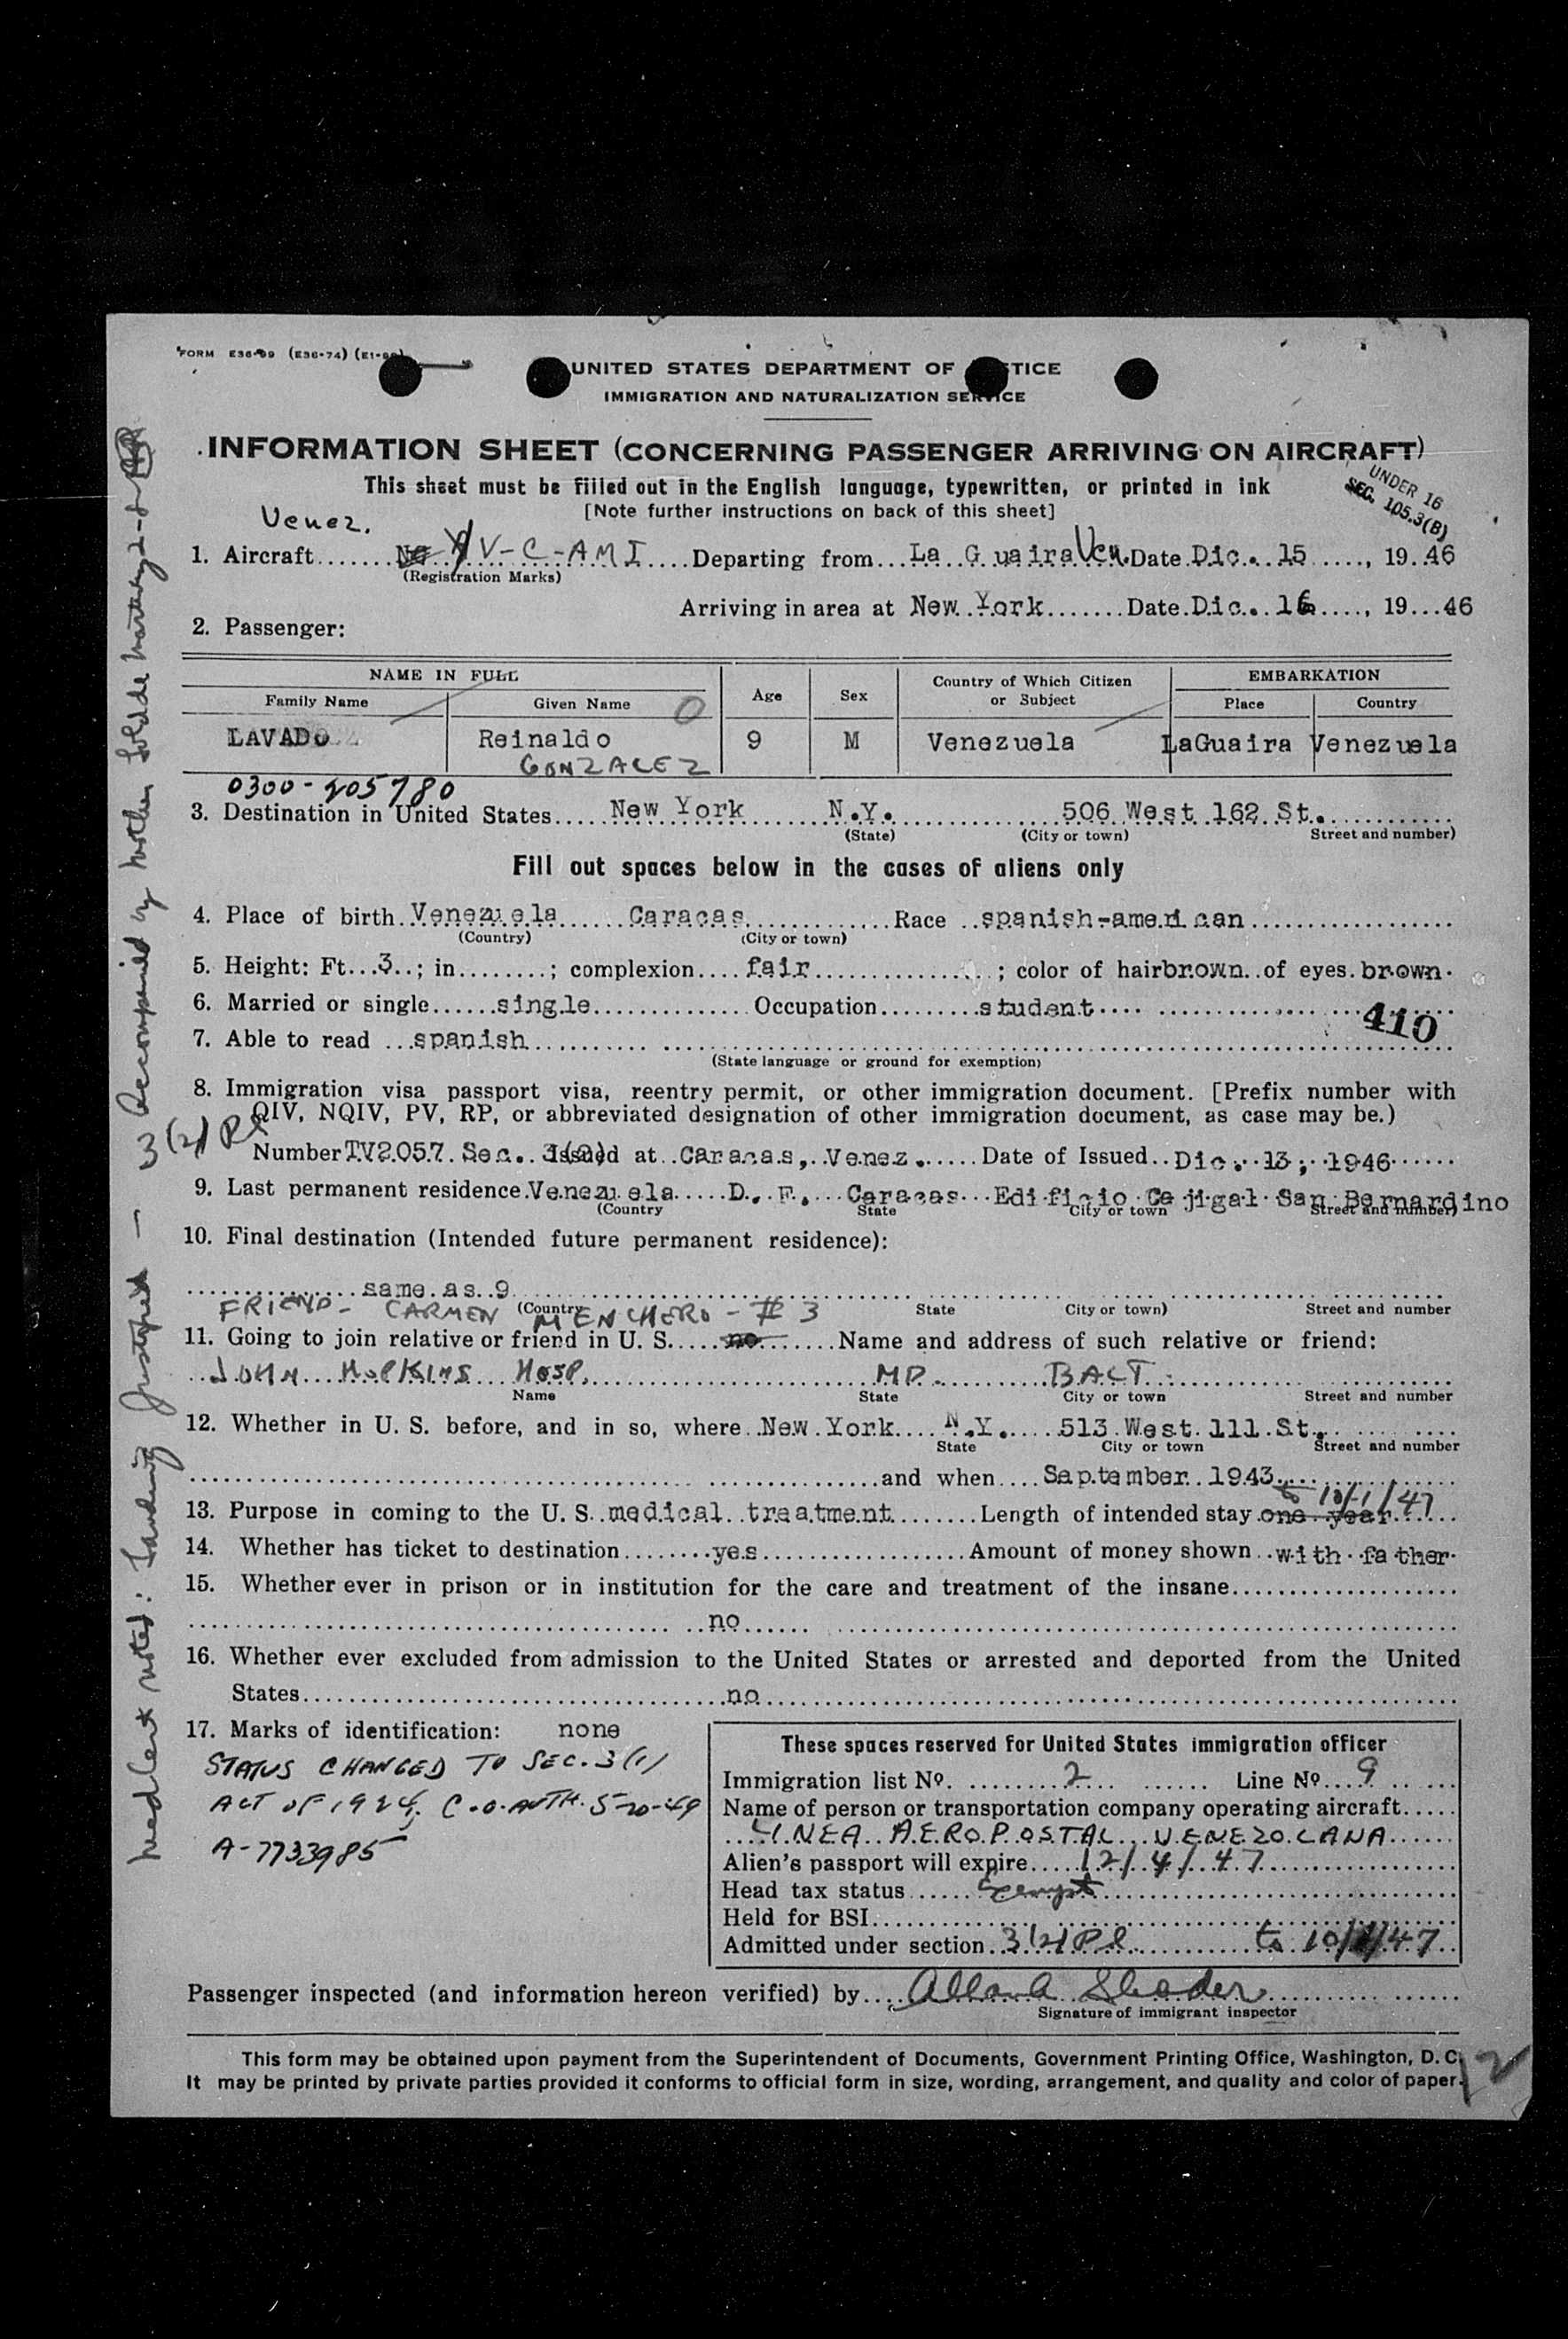 FORM E36-99 (E36-74) (E1-98)
UNITED STATES DEPARTMENT OF JUSTICE
IMMIGRATION AND NATURALIZATION SERVICE
INFORMATION SHEET (CONCERNING PASSENGER ARRIVING ON AIRCRAFT)
This sheet must be filled out in the English language, typewritten, or printed in ink
[Note further instructions on back of this sheet]
UNDER 16
SEC. 105.3(B)
Venez.
1. Aircraft No YV-C-AMI Departing from La Guaira Ven. Date Dic. 15, 19 46
(Registration Marks)
Arriving in area at New York Date Dic. 16, 19 46
2. Passenger:
NAME IN FULL Age Sex Country of Which Citizen or Subject EMBARKATION
Family Name Given Name Place Country
LAVADO Reinaldo 9 M Venezuela LaGuaira Venezuela
GONZALEZ
0300-205780
3. Destination in United States New York N.Y. 506 West 162 St.
(State) (City or town) Street and number)
Fill out spaces below in the cases of aliens only
4. Place of birth Venezuela Caracas Race spanish-american
(Country) (City or town)
5. Height: Ft 3; in; complexion fair; color of hair brown of eyes brown
6. Married or single single Occupation student
410
7. Able to read spanish
(State language or ground for exemption)
8. Immigration visa passport visa, reentry permit, or other immigration document. [Prefix number with
QIV, NQIV, PV, RP, or abbreviated designation of other immigration document, as case may be.)
3(2) Pl
Number TV2057 Sec. 3(2) Issued at Caracas, Venez. Date of Issued Dic. 13, 1946
9. Last permanent residence Venezuela D. F. Caracas Edificio Cajigal San Bernardino
(Country State City or town Street and number)
10. Final destination (Intended future permanent residence):
same as 9
(Country State City or town) Street and number
FRIEND - CARMEN MENCHERO - # 3
11. Going to join relative or friend in U. S. no Name and address of such relative or friend:
JOHN HOPKINS HOSP. MD. BALT.
Name State City or town Street and number
12. Whether in U. S. before, and in so, where New York N.Y. 513 West 111 St.
State City or town Street and number
and when September 1943
to 10/1/47
13. Purpose in coming to the U. S. medical treatment Length of intended stay one year
14. Whether has ticket to destination yes Amount of money shown with father
15. Whether ever in prison or in institution for the care and treatment of the insane
no
16. Whether ever excluded from admission to the United States or arrested and deported from the United
States no
17. Marks of identification: none
STATUS CHANGED TO SEC. 3(1)
ACT OF 1924, C.O. AUTH. 5-20-49
A-7733985
These spaces reserved for United States immigration officer
Immigration list No. 2 Line No. 9
Name of person or transportation company operating aircraft
LINEA AEROPOSTAL VENEZOLANA
Alien's passport will expire 12/4/47
Head tax status Exempt
Held for BSI
Admitted under section 3(2) Pl to 10/1/47
Passenger inspected (and information hereon verified) by Allan A Shader
Signature of immigrant inspector
This form may be obtained upon payment from the Superintendent of Documents, Government Printing Office, Washington, D. C.
It may be printed by private parties provided it conforms to official form in size, wording, arrangement, and quality and color of paper.
12
Med Cert noted: Landing Justified — Accompanied by mother